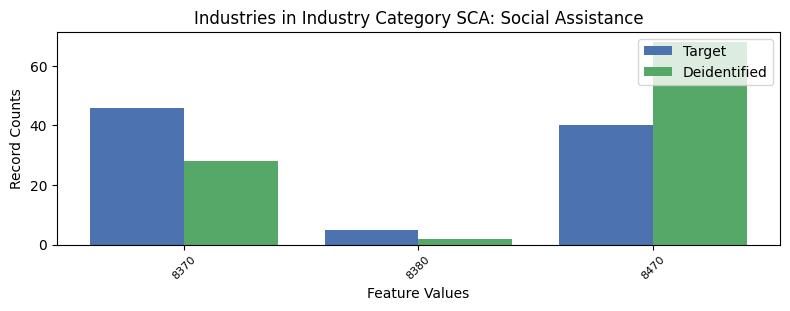 Industries in Industry Category SCA: Social Assistance
Target
Deidentified
Record Counts
60
40
20
0
8370
8380
8470
Feature Values